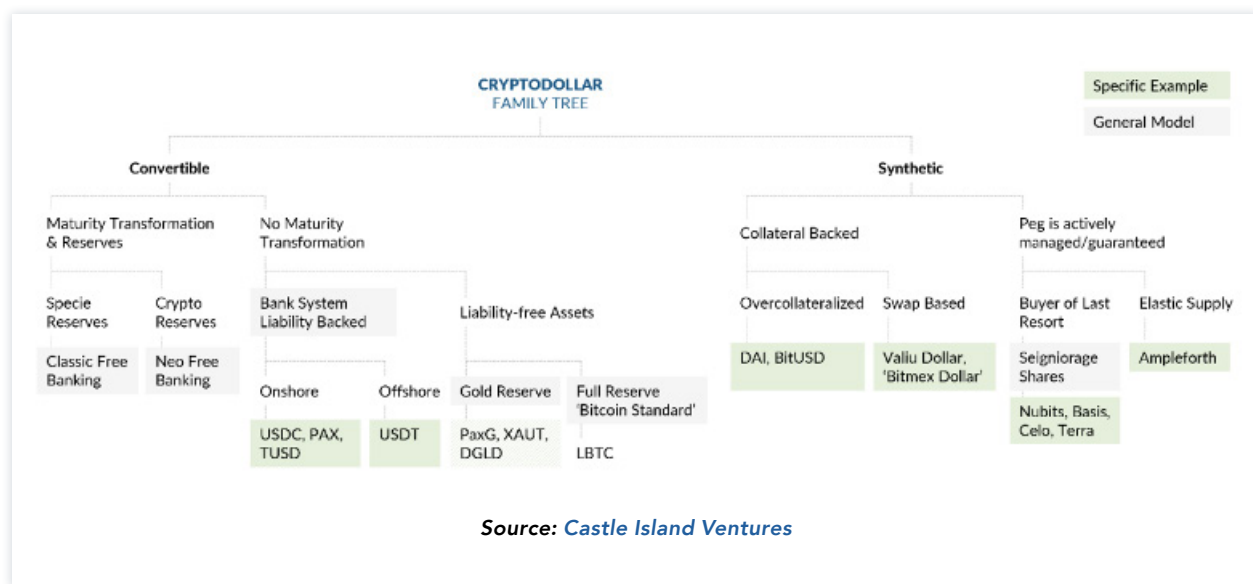 CRYPTODOLLAR
FAMILY TREE
Specific Example
General Model
Convertible
Synthetic
Maturity Transformation
& Reserves
No Maturity
Transformation
Collateral Backed
Peg is actively
managed/guaranteed
Specie
Reserves
Crypto
Reserves
Bank System
Liability Backed
Liability-free Assets
Overcollateralized
Swap Based
Buyer of Last
Resort
Elastic Supply
Classic Free
Banking
Neo Free
Banking
DAI, BitUSD
Valiu Dollar,
'Bitmex Dollar'
Seigniorage
Shares
Ampleforth
Onshore
Offshore
Gold Reserve
Full Reserve
'Bitcoin Standard'
USDC, PAX,
TUSD
USDT
PaxG, XAUT,
DGLD
LBTC
Nubits, Basis,
Celo, Terra
Source: Castle Island Ventures